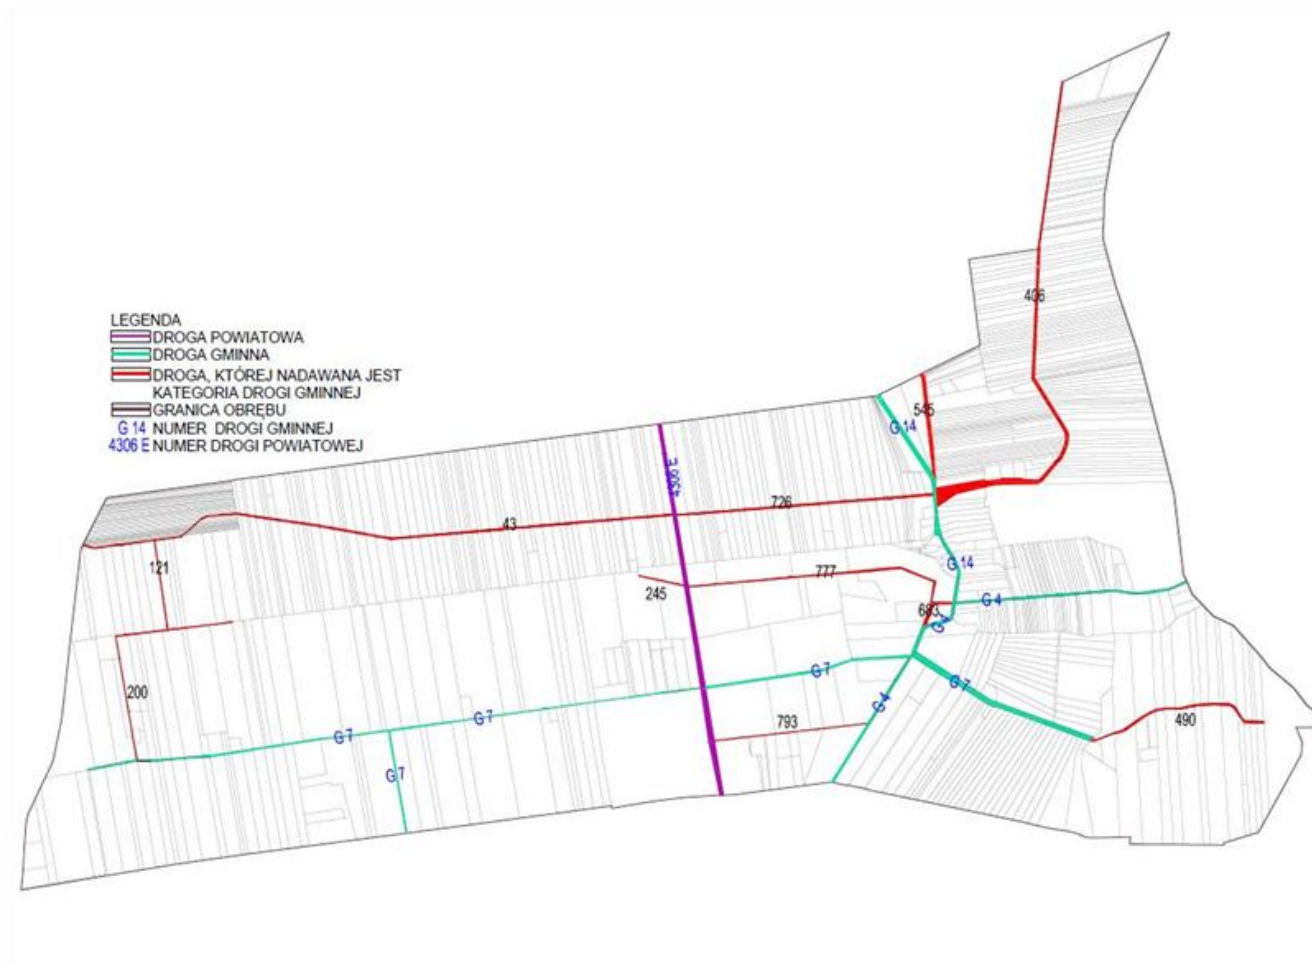 LEGENDA
DROGA POWIATOWA
DROGA GMINNA
DROGA, KTÓREJ NADAWANA JEST
KATEGORIA DROGI GMINNEJ
GRANICA OBRĘBU
G 14 NUMER DROGI GMINNEJ
4306 E NUMER DROGI POWIATOWEJ
406
545
G 14
4306 E
726
43
G 14
121
777
245
G 4
683
G 4
G 7
G 7
200
G 4
490
G 7
G 7
793
G 7